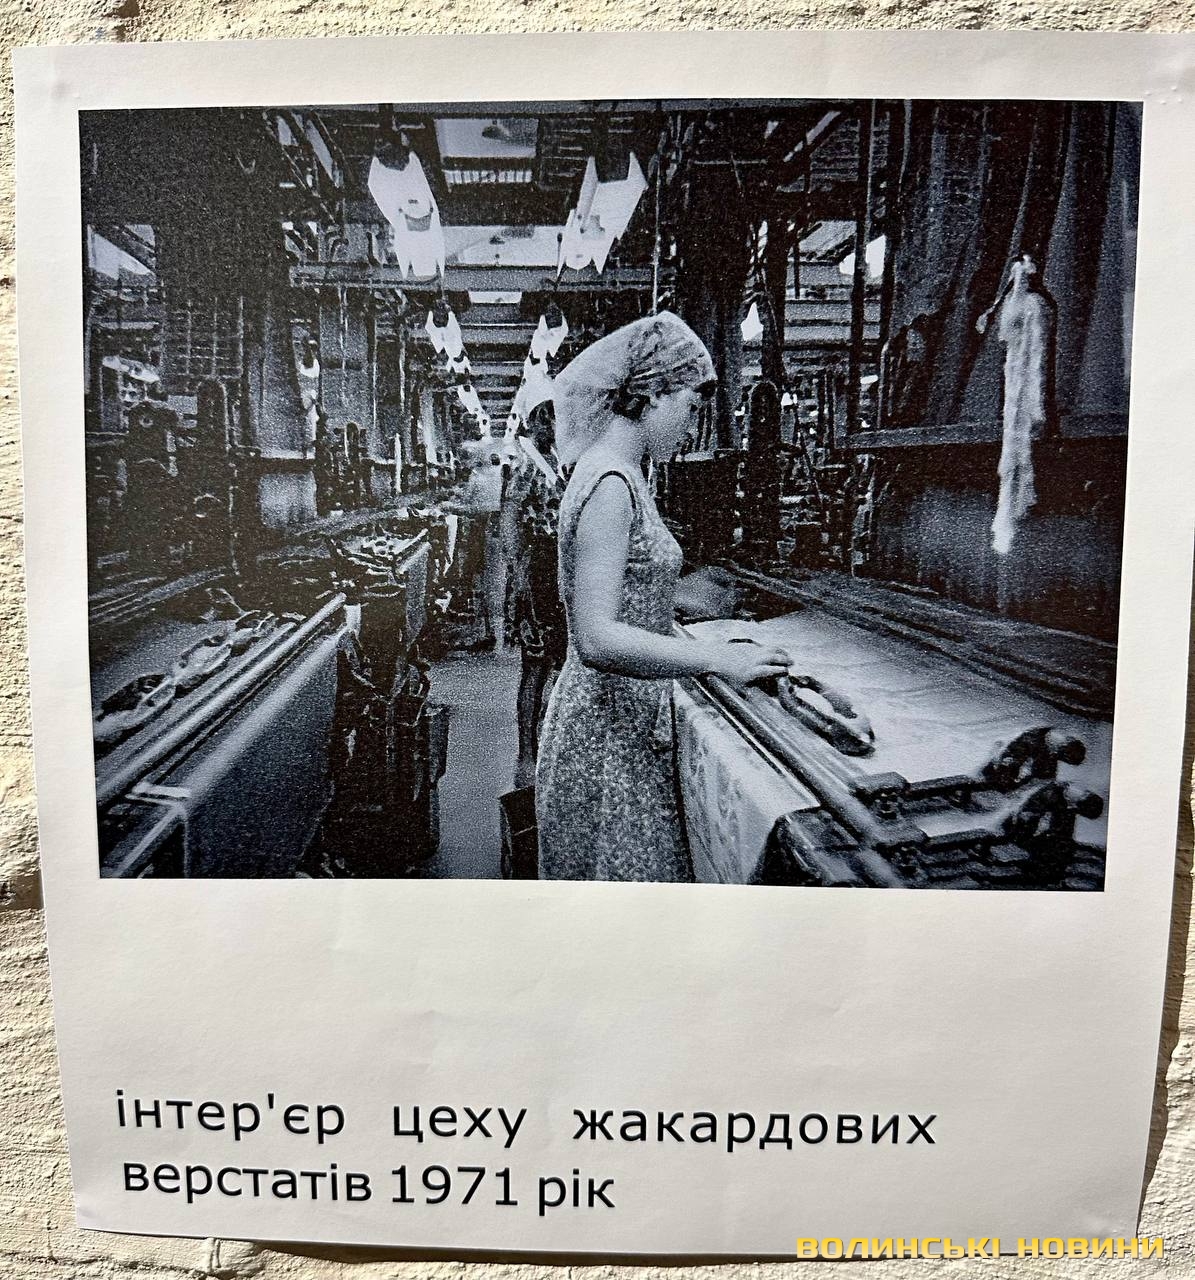 інтер'єр цеху жакардових
верстатів 1971 рік
ВОЛИНСЬКІ НОВИНИ